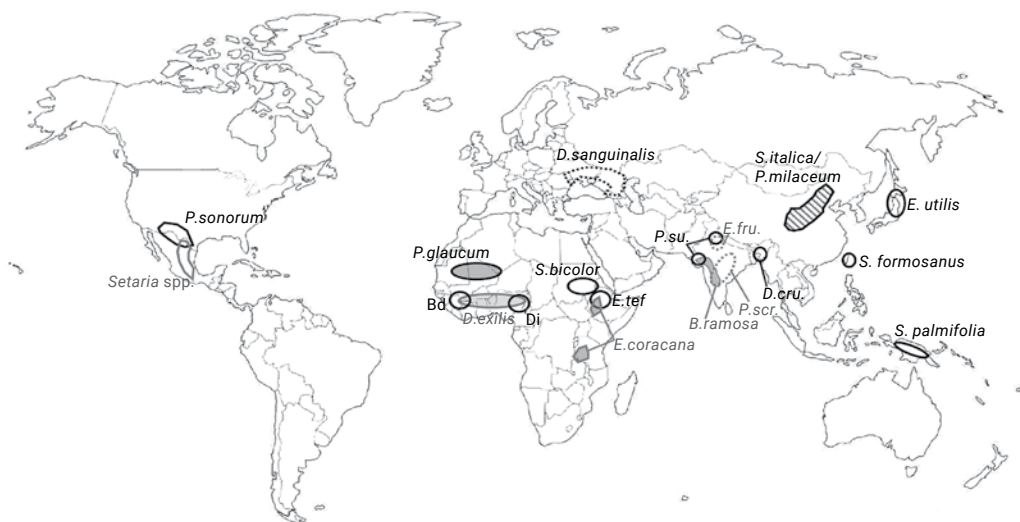 D.sanguinalis
S.italica/
P.milaceum
E. utilis
P.sonorum
P.su.
E.fru.
P.glaucum
S.bicolor
S. formosanus
Setaria spp.
Bd
D.exilis
Di
E.tef
D.cru.
P.scr.
B.ramosa
E.coracana
S. palmifolia